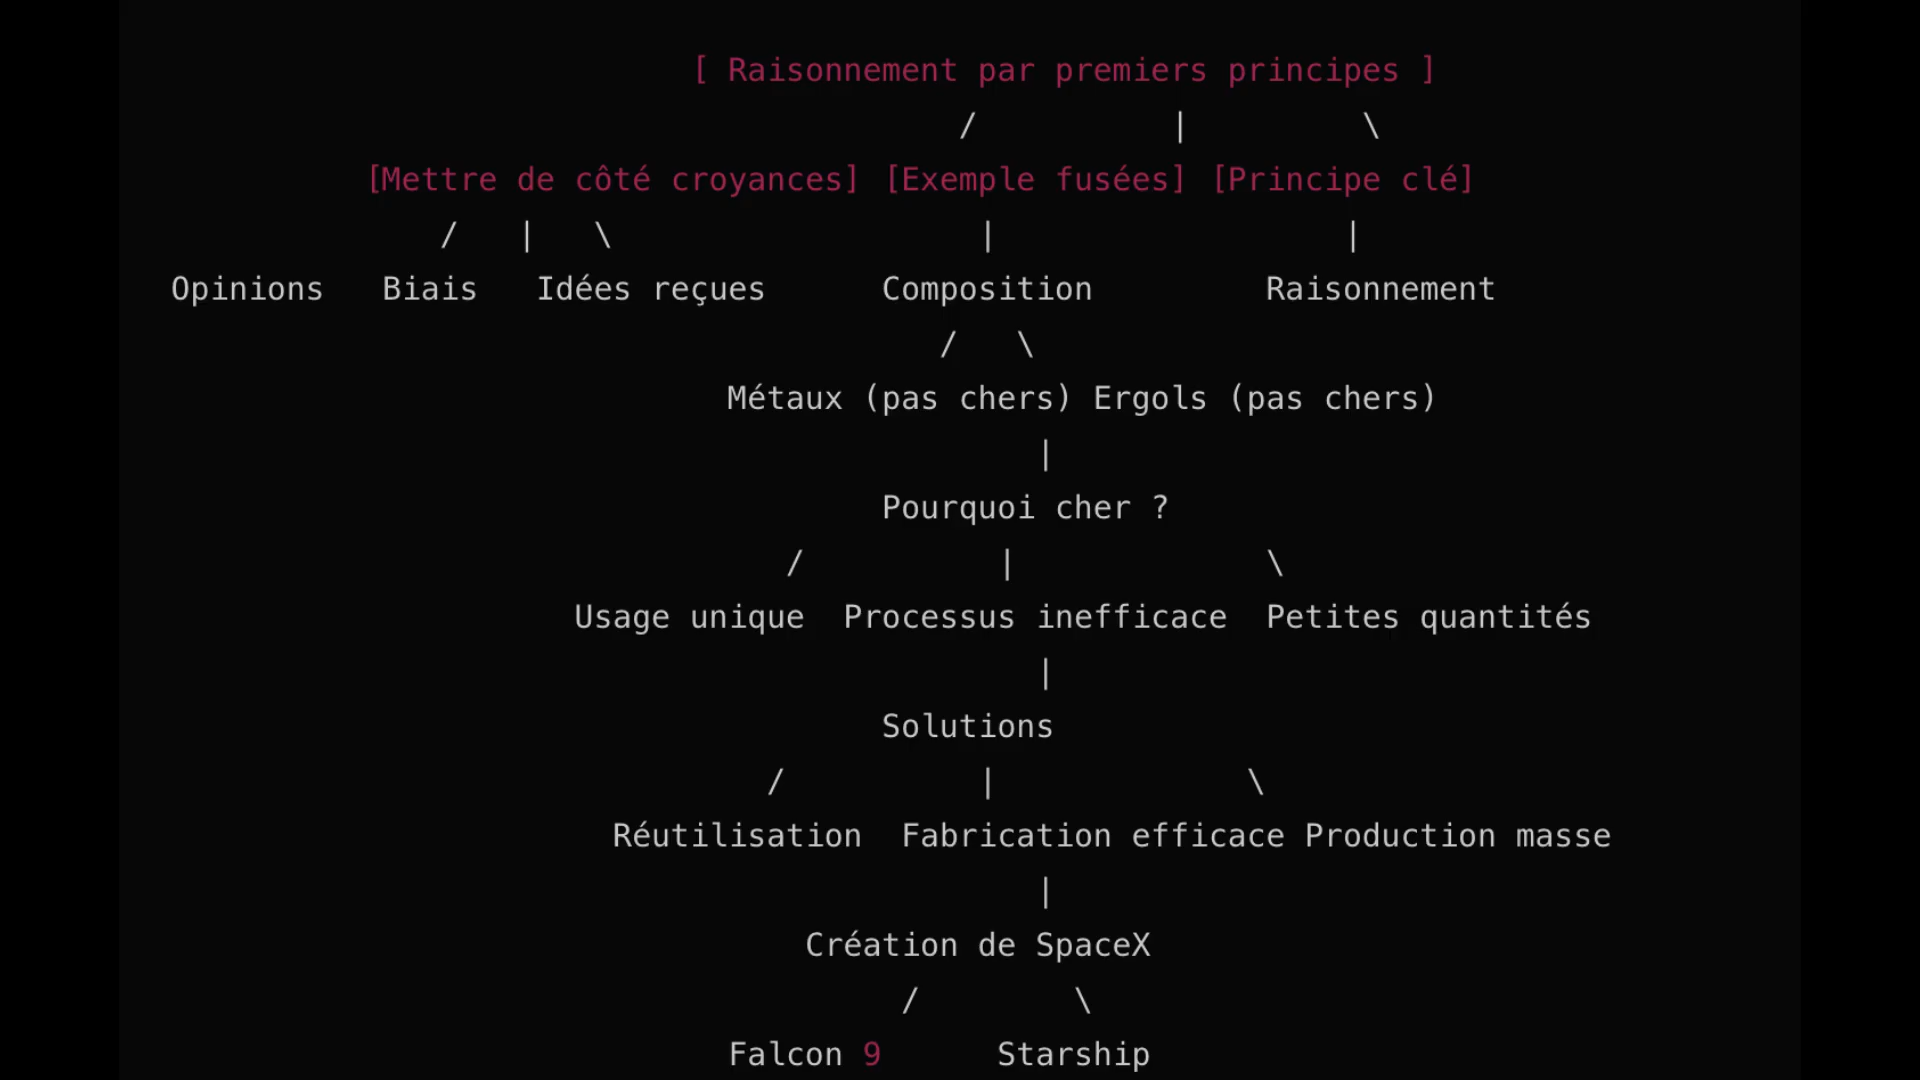 [ Raisonnement par premiers principes ]
/ | \
[Mettre de côté croyances] [Exemple fusées] [Principe clé]
/ | \ | |
Opinions Biais Idées reçues Composition Raisonnement
/ \
Métaux (pas chers) Ergols (pas chers)
|
Pourquoi cher ?
/ | \
Usage unique Processus inefficace Petites quantités
|
Solutions
/ | \
Réutilisation Fabrication efficace Production masse
|
Création de SpaceX
/ \
Falcon 9 Starship